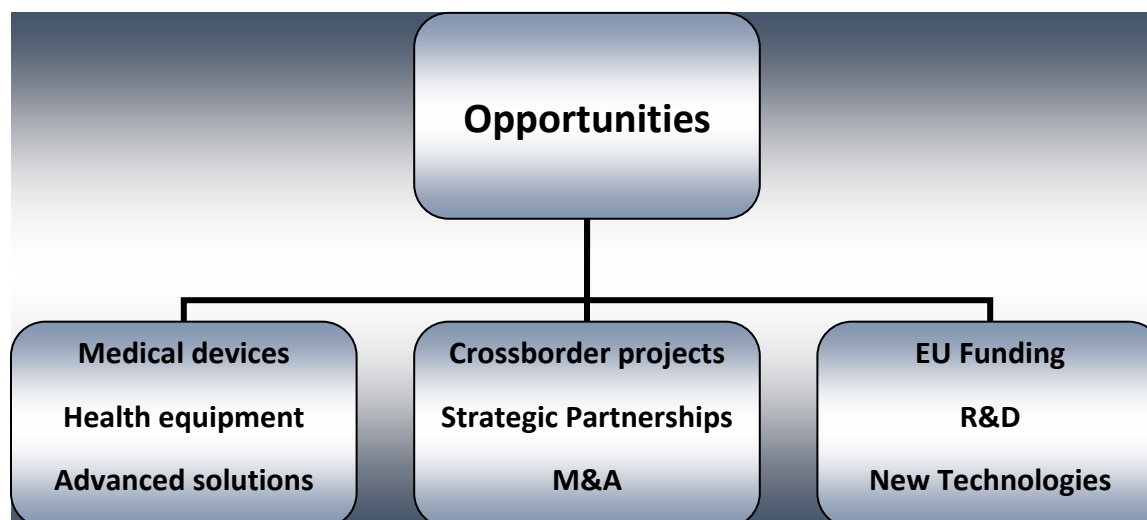 Opportunities
Medical devices
Health equipment
Advanced solutions
Crossborder projects
Strategic Partnerships
M&A
EU Funding
R&D
New Technologies